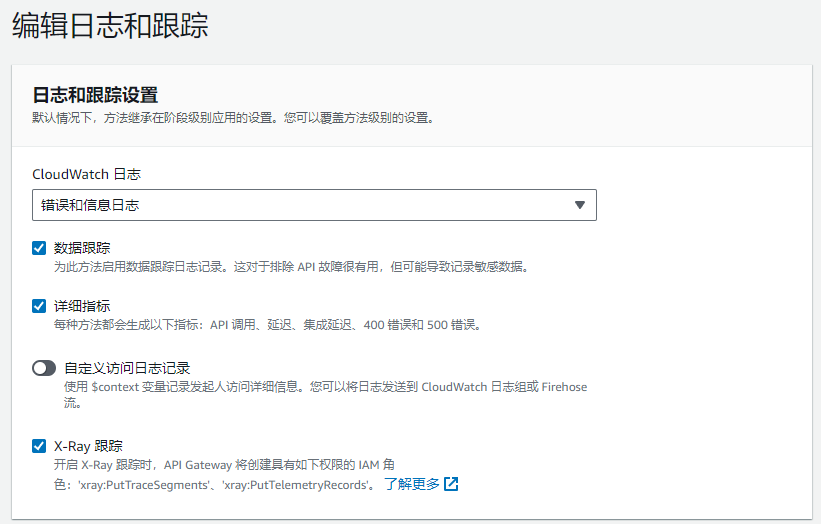 编辑日志和跟踪
日志和跟踪设置
默认情况下，方法继承在阶段级别应用的设置。您可以覆盖方法级别的设置。
CloudWatch 日志
错误和信息日志
数据跟踪
为此方法启用数据跟踪日志记录。这对于排除 API 故障很有用，但可能导致记录敏感数据。
详细指标
每种方法都会生成以下指标：API 调用、延迟、集成延迟、400 错误和 500 错误。
自定义访问日志记录
使用 $context 变量记录发起人访问详细信息。您可以将日志发送到 CloudWatch 日志组或 Firehose
流。
X-Ray 跟踪
开启 X-Ray 跟踪时，API Gateway 将创建具有如下权限的 IAM 角
色：'xray:PutTraceSegments'、'xray:PutTelemetryRecords'。 了解更多